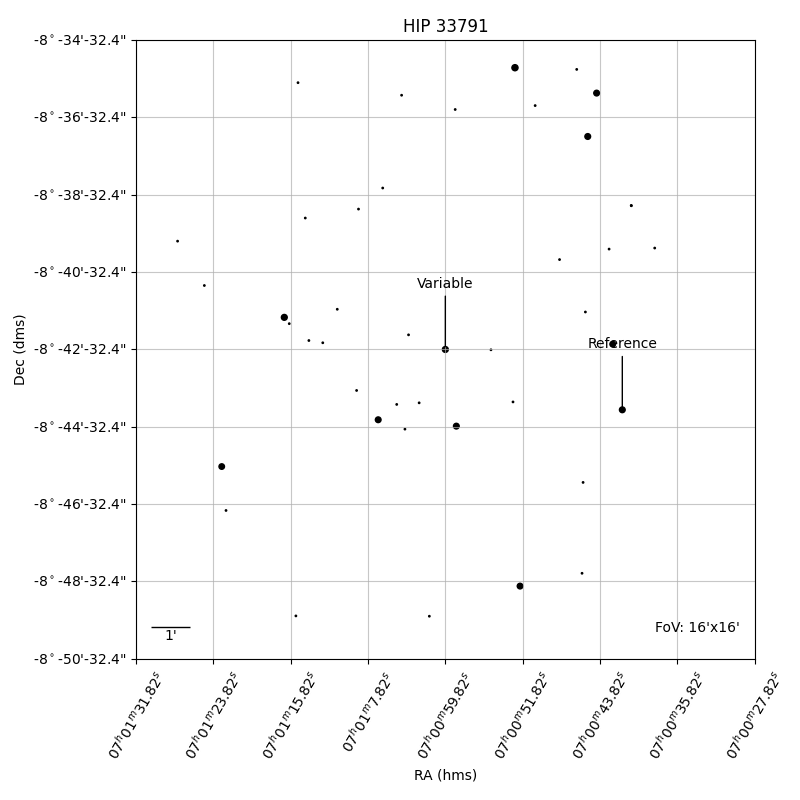 HIP 33791
-8°-34'-32.4"
-8°-36'-32.4"
-8°-38'-32.4"
-8°-40'-32.4"
-8°-42'-32.4"
-8°-44'-32.4"
-8°-46'-32.4"
-8°-48'-32.4"
-8°-50'-32.4"
Dec (dms)
Variable
Reference
1'
FoV: 16'x16'
07h01m31.82s
07h01m23.82s
07h01m15.82s
07h01m7.82s
07h00m59.82s
07h00m51.82s
07h00m43.82s
07h00m35.82s
07h00m27.82s
RA (hms)